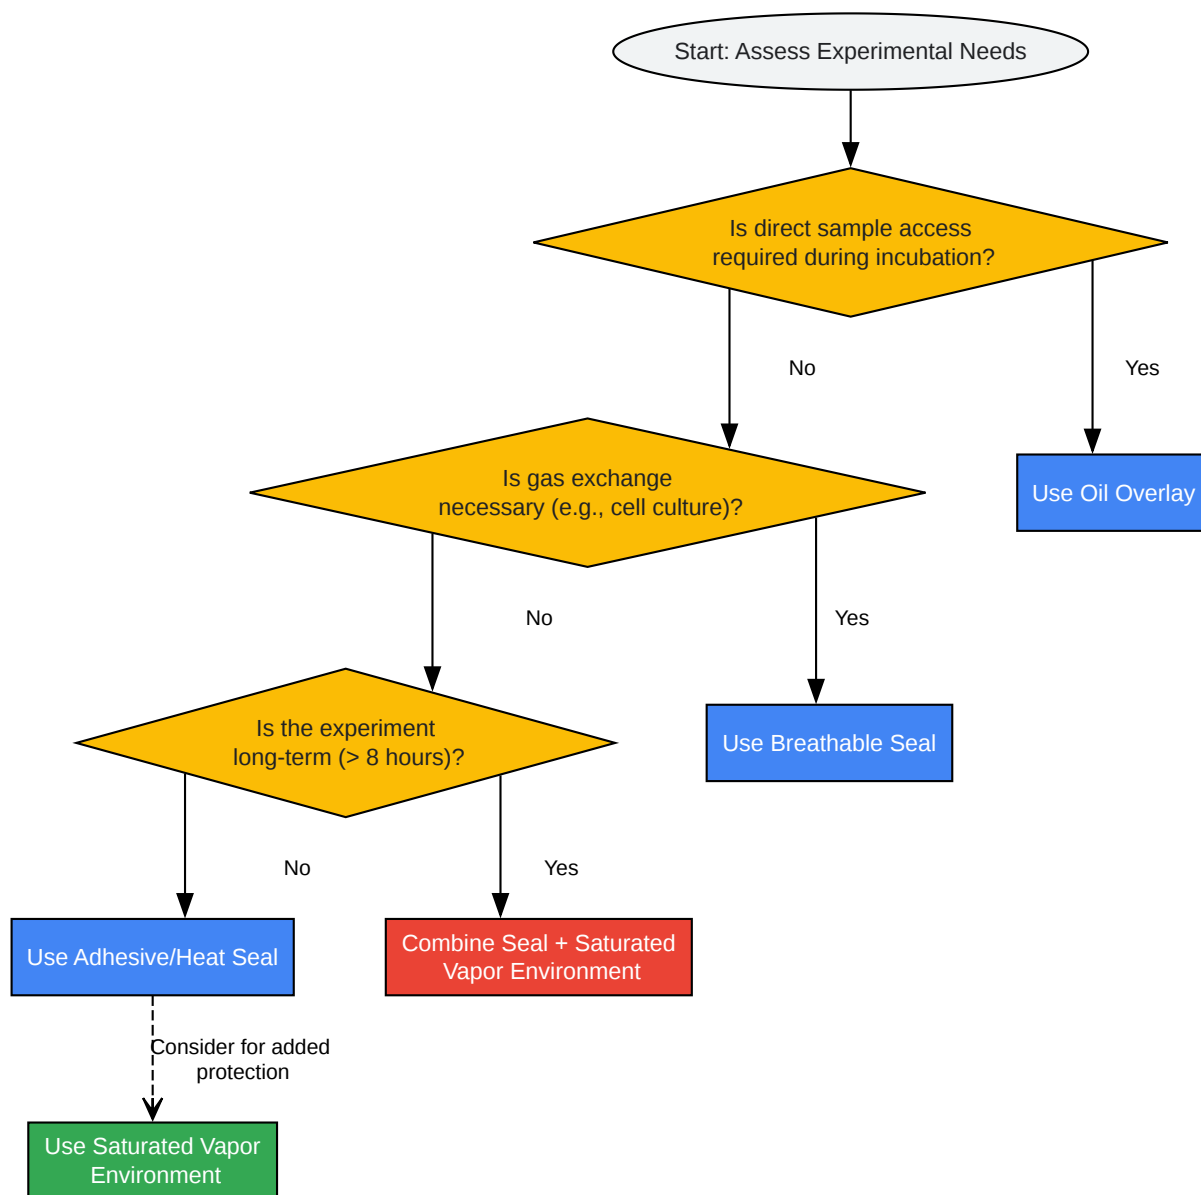 Start: Assess Experimental Needs
Is direct sample access
required during incubation?
No
Yes
Is gas exchange
necessary (e.g., cell culture)?
Use Oil Overlay
No
Yes
Is the experiment
long-term (> 8 hours)?
Use Breathable Seal
No
Yes
Use Adhesive/Heat Seal
Combine Seal + Saturated
Vapor Environment
Consider for added
protection
Use Saturated Vapor
Environment